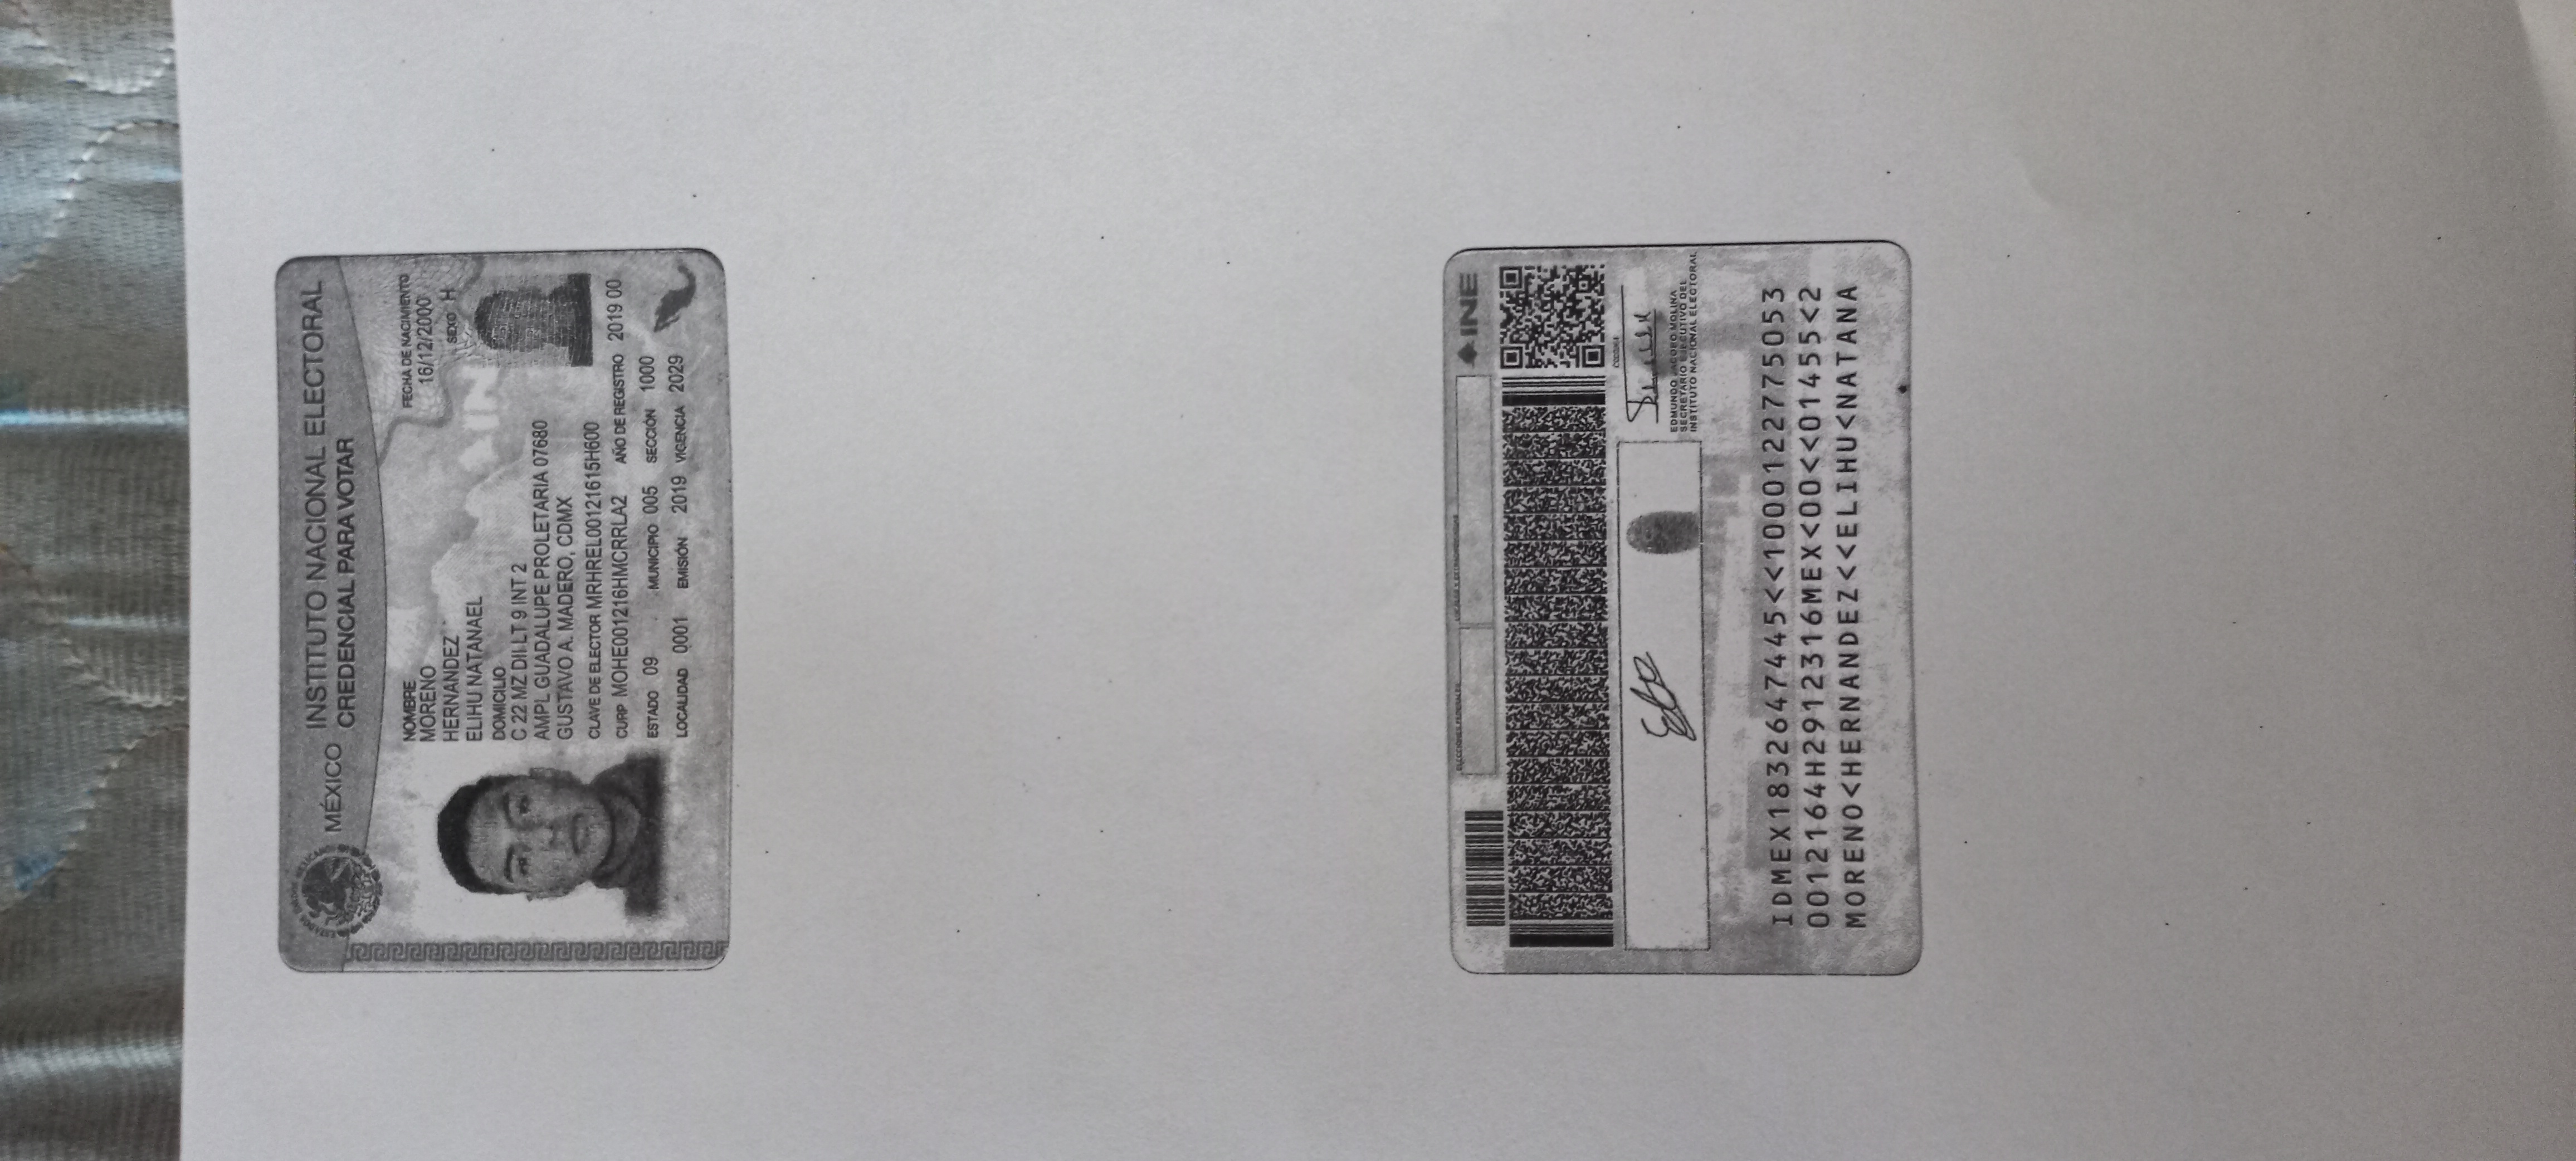 MÉXICO INSTITUTO NACIONAL ELECTORAL
CREDENCIAL PARA VOTAR
NOMBRE
MORENO
HERNANDEZ
ELIHU NATANAEL
FECHA DE NACIMIENTO
16/12/2000
SEXO H
DOMICILIO
C 22 MZ DII LT 9 INT 2
AMPL GUADALUPE PROLETARIA 07680
GUSTAVO A. MADERO, CDMX
CLAVE DE ELECTOR MRHREL00121615H600
CURP MOHE001216HMCRRLA2 AÑO DE REGISTRO 2019 00
ESTADO 09 MUNICIPIO 005 SECCIÓN 1000
LOCALIDAD 0001 EMISIÓN 2019 VIGENCIA 2029
ELECCIONES FEDERALES LOCALES Y EXTRAORDINARIAS
INE
EDMUNDO JACOBO MOLINA
SECRETARIO EJECUTIVO DEL
INSTITUTO NACIONAL ELECTORAL
IDMEX1832647445<<1000122775053
0012164H2912316MEX<00<<01455<2
MORENO<HERNANDEZ<<ELIHU<NATANA